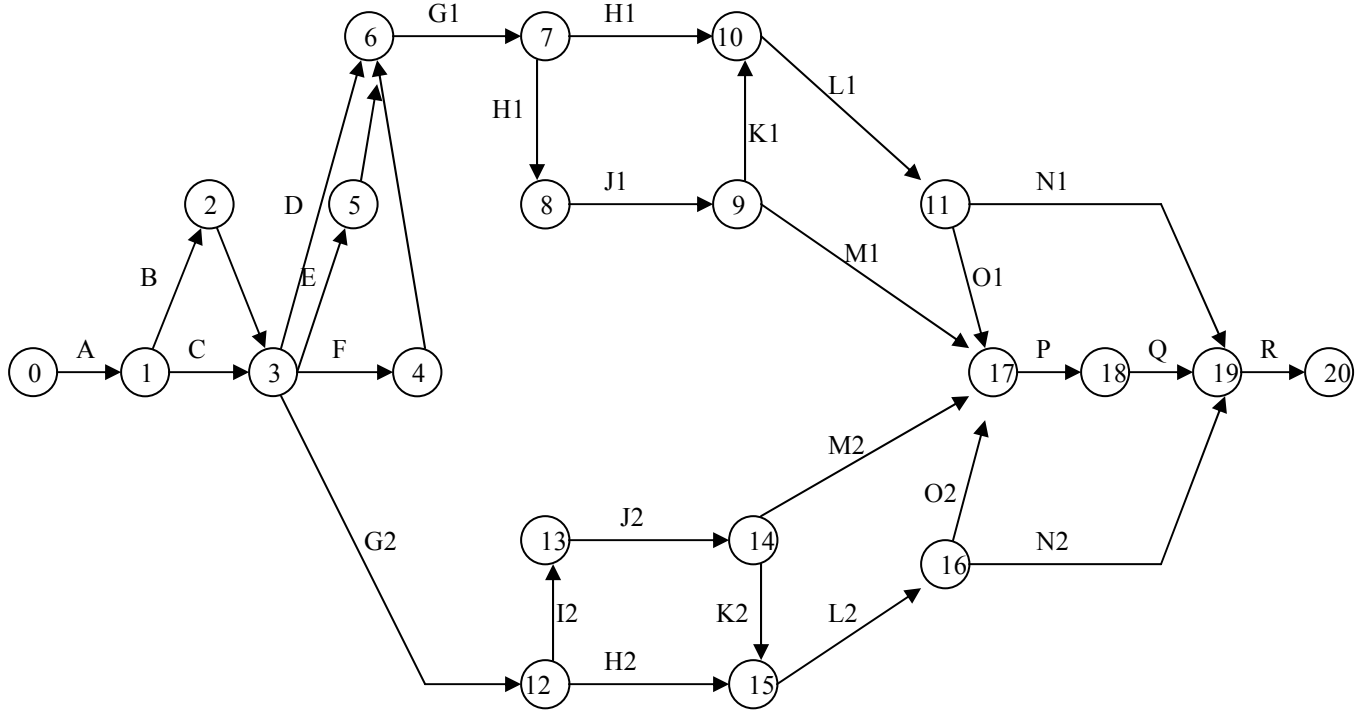 G1 H1
6 7 10
H1 L1
K1
D J1 N1
2 5 8 9 11
B E M1 O1
A C F P Q R
0 1 3 4 17 18 19 20
M2
O2
G2 J2 N2
13 14
16
I2 K2 L2
H2
12 15